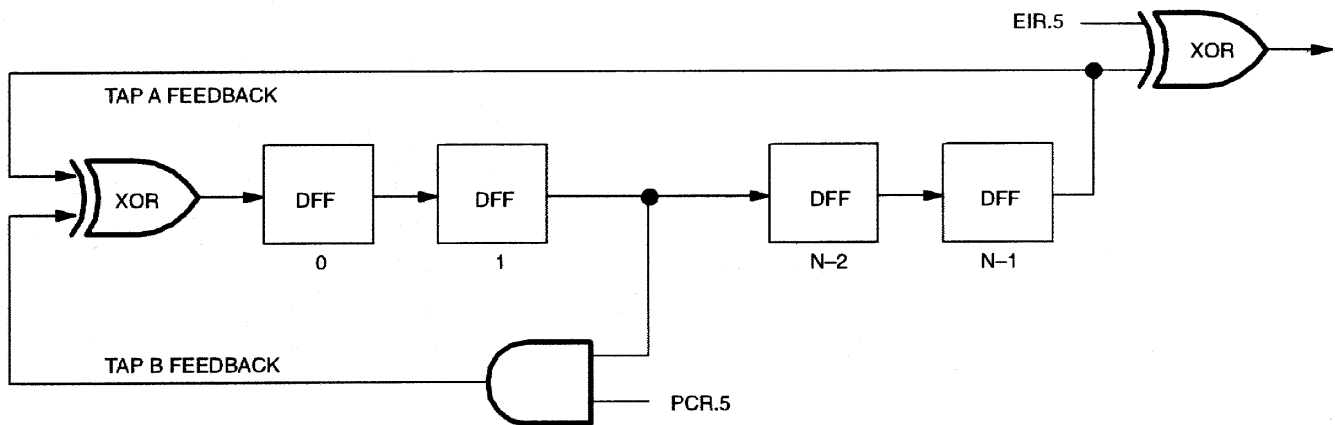 EIR.5
XOR
TAP A FEEDBACK
XOR
DFF
DFF
DFF
DFF
0
1
N–2
N–1
TAP B FEEDBACK
PCR.5